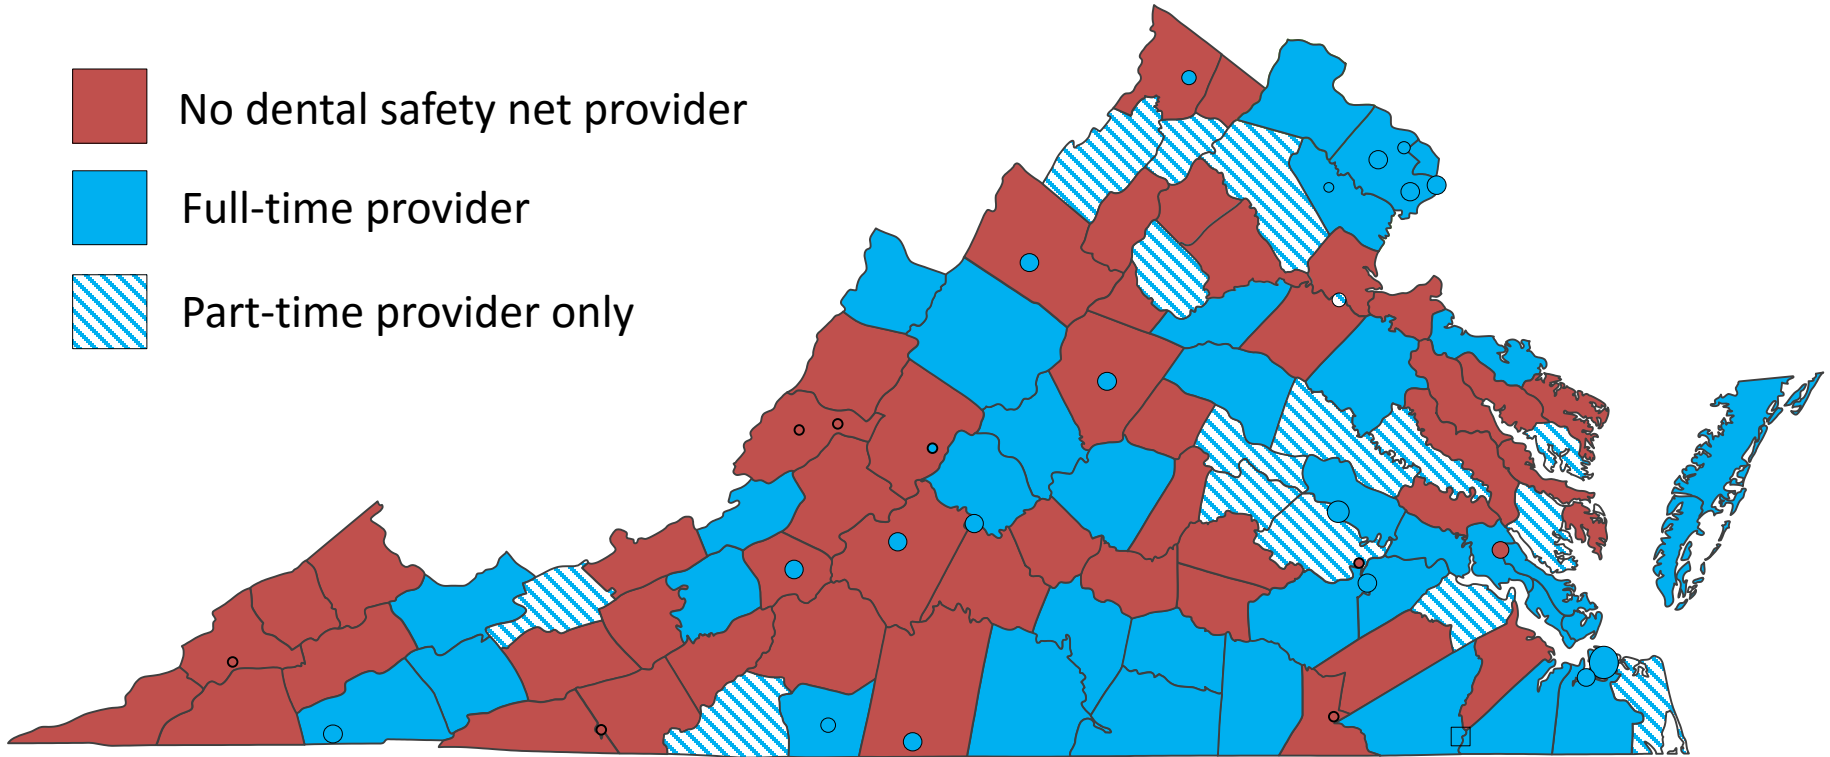 No dental safety net provider
Full-time provider
Part-time provider only